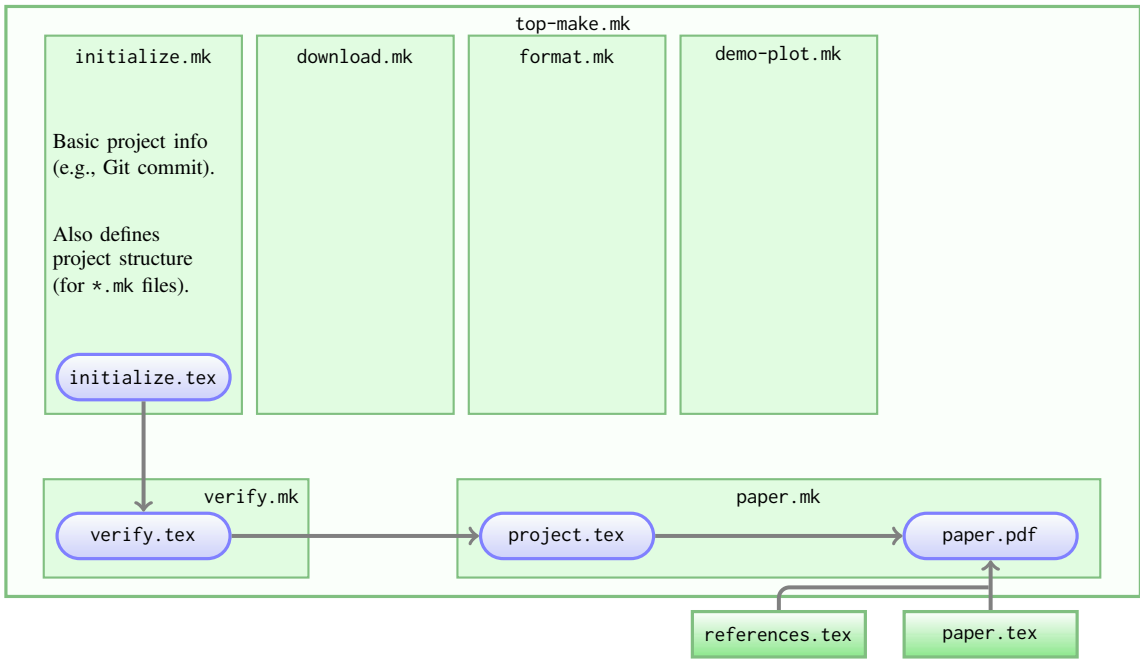 top-make.mk
initialize.mk
download.mk
format.mk
demo-plot.mk
Basic project info
(e.g., Git commit).
Also defines
project structure
(for *.mk files).
initialize.tex
verify.mk
paper.mk
verify.tex
project.tex
paper.pdf
references.tex
paper.tex